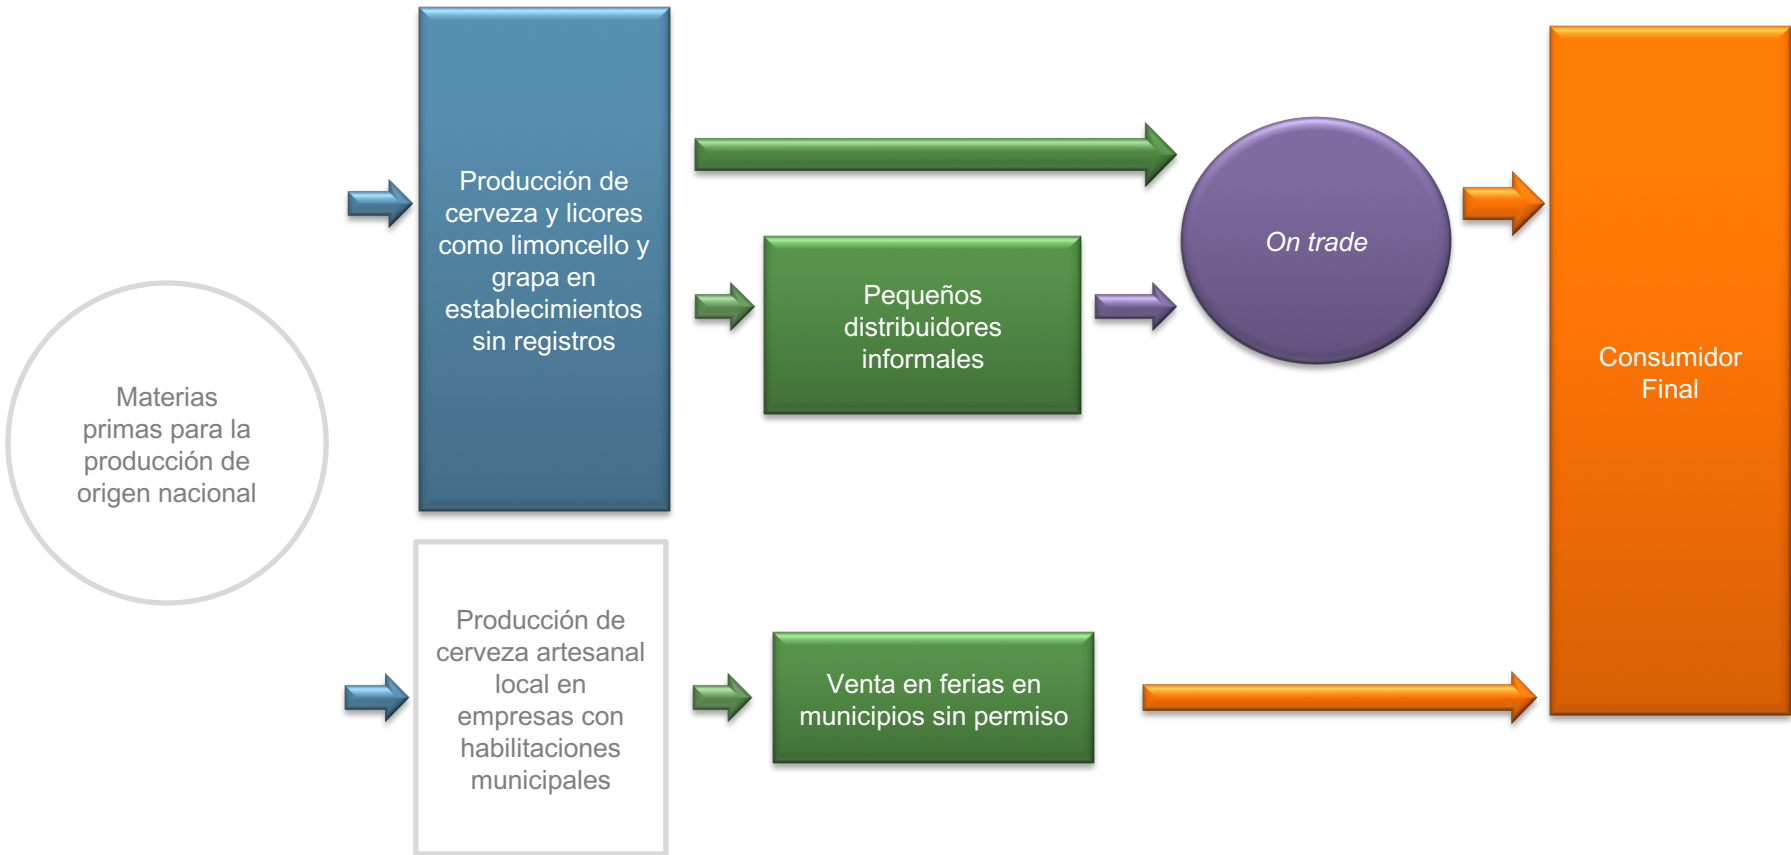 Materias
primas para la
producción de
origen nacional
Producción de
cerveza y licores
como limoncello y
grapa en
establecimientos
sin registros
Producción de
cerveza artesanal
local en
empresas con
habilitaciones
municipales
Pequeños
distribuidores
informales
Venta en ferias en
municipios sin permiso
On trade
Consumidor
Final